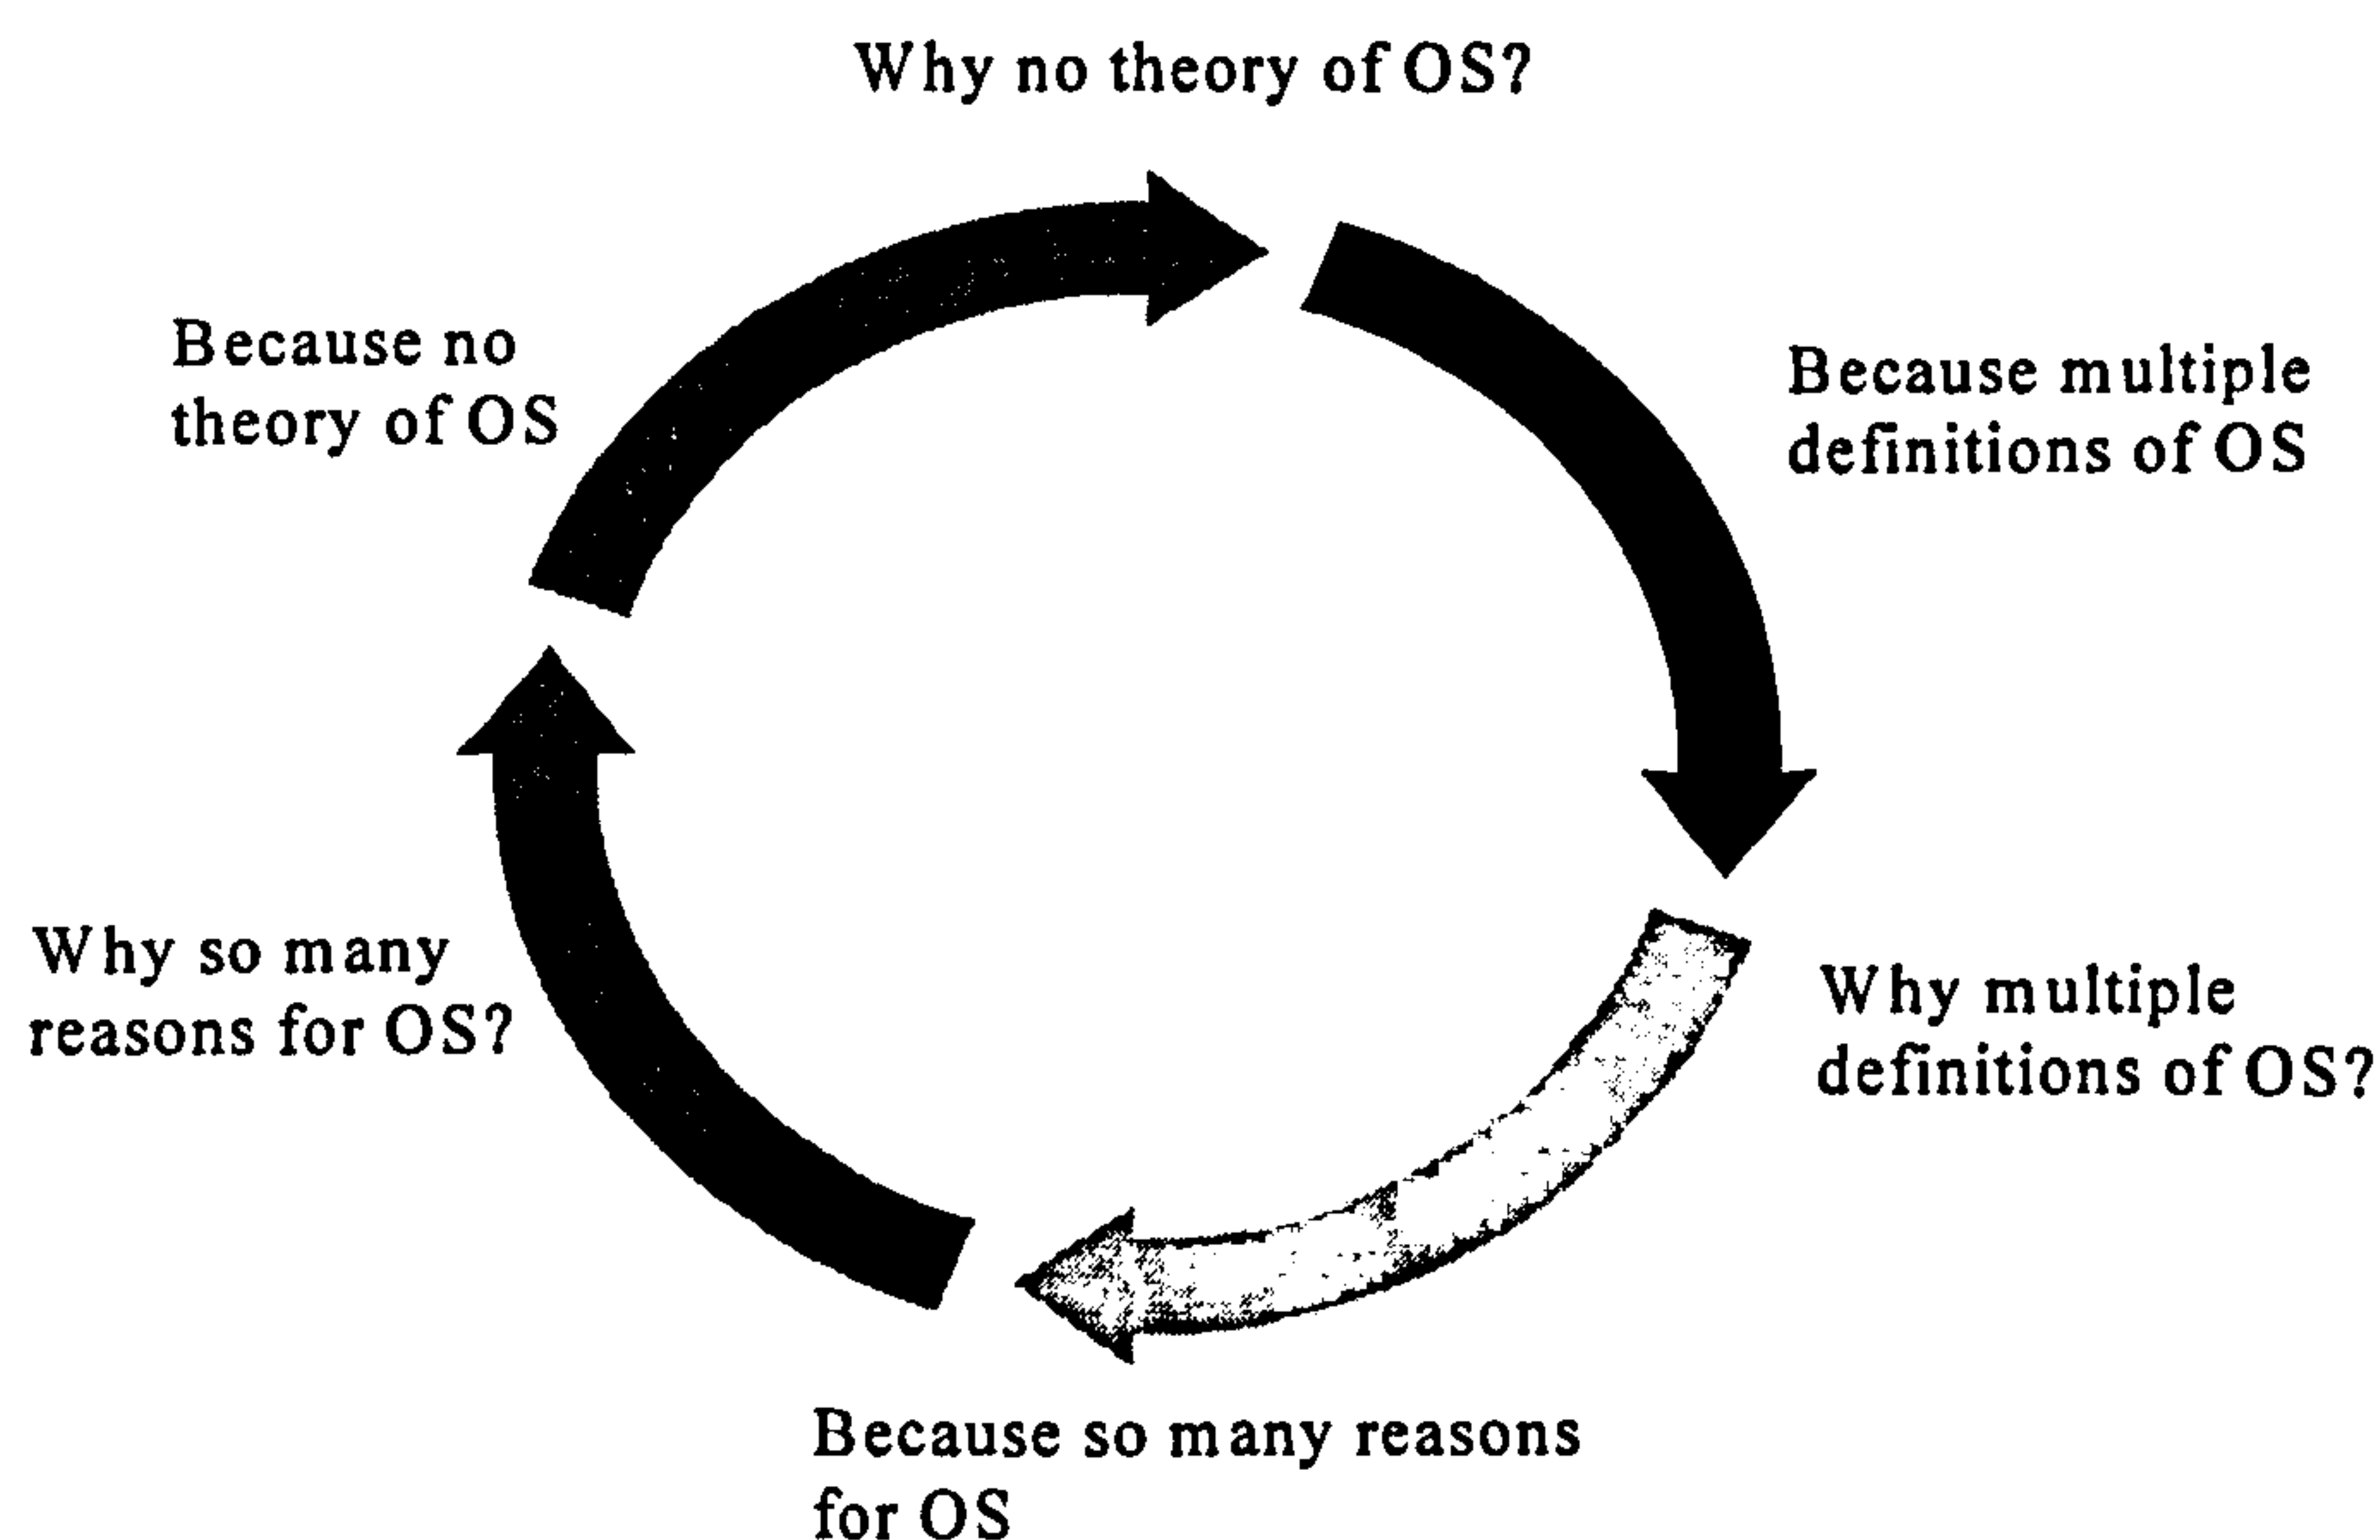 Why no theory of OS?
Because no
theory of OS
Because multiple
definitions of OS
Why so many
reasons for OS?
Why multiple
definitions of OS?
Because so many reasons
for OS